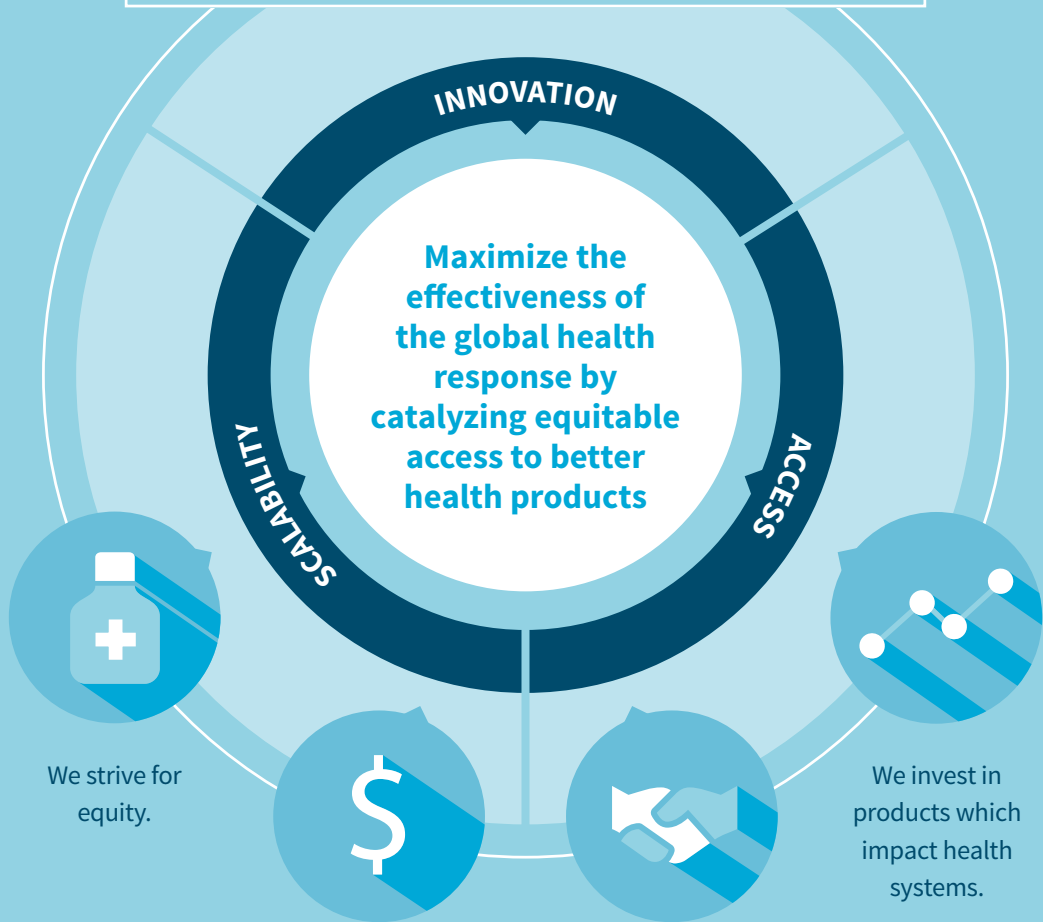 INNOVATION
Maximize the
effectiveness of
the global health
response by
catalyzing equitable
access to better
health products
SCALABILITY
ACCESS
$
We strive for
equity.
We invest in
products which
impact health
systems.